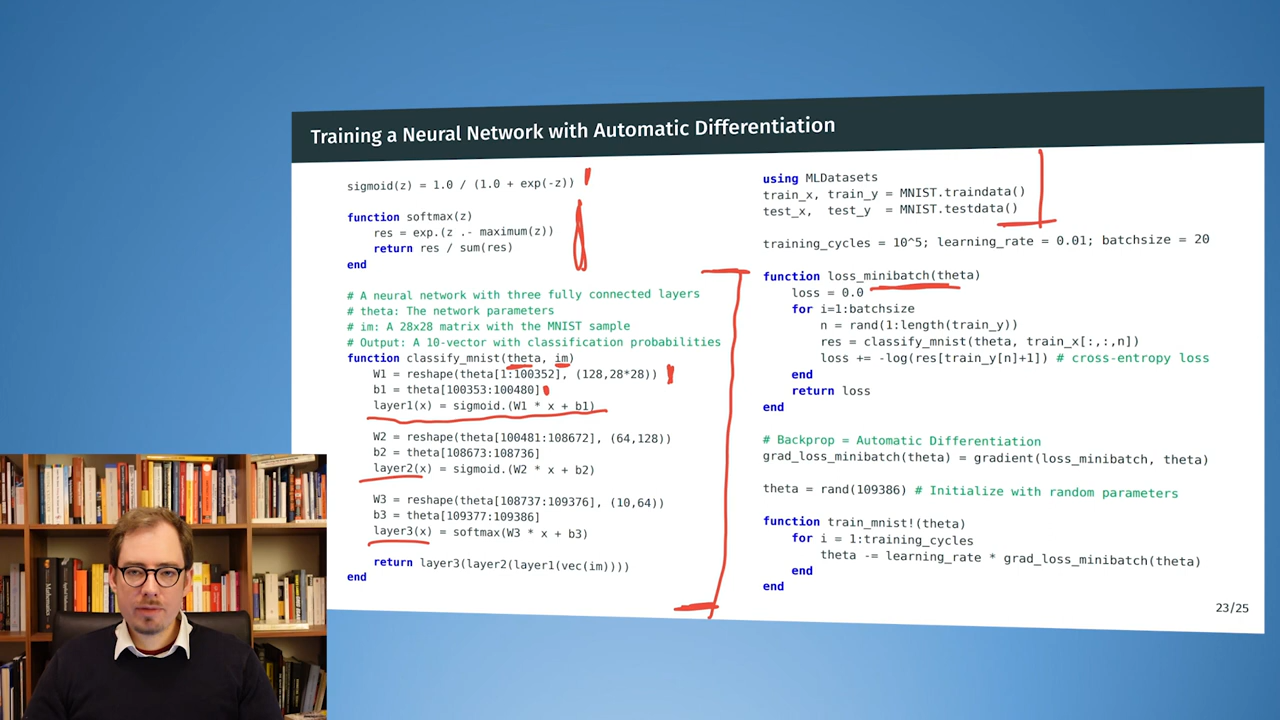 Training a Neural Network with Automatic Differentiation
sigmoid(z) = 1.0 / (1.0 + exp(-z))
function softmax(z)
res = exp.(z .- maximum(z))
return res / sum(res)
end
# A neural network with three fully connected layers
# theta: The network parameters
# im: A 28x28 matrix with the MNIST sample
# Output: A 10-vector with classification probabilities
function classify_mnist(theta, im)
W1 = reshape(theta[1:100352], (128,28*28))
b1 = theta[100353:100480]
layer1(x) = sigmoid.(W1 * x + b1)
W2 = reshape(theta[100481:108672], (64,128))
b2 = theta[108673:108736]
layer2(x) = sigmoid.(W2 * x + b2)
W3 = reshape(theta[108737:109376], (10,64))
b3 = theta[109377:109386]
layer3(x) = softmax(W3 * x + b3)
return layer3(layer2(layer1(vec(im))))
end
using MLDatasets
train_x, train_y = MNIST.traindata()
test_x, test_y = MNIST.testdata()
training_cycles = 10^5; learning_rate = 0.01; batchsize = 20
function loss_minibatch(theta)
loss = 0.0
for i=1:batchsize
n = rand(1:length(train_y))
res = classify_mnist(theta, train_x[:,:,n])
loss += -log(res[train_y[n]+1]) # cross-entropy loss
end
return loss
end
# Backprop = Automatic Differentiation
grad_loss_minibatch(theta) = gradient(loss_minibatch, theta)
theta = rand(109386) # Initialize with random parameters
function train_mnist!(theta)
for i = 1:training_cycles
theta -= learning_rate * grad_loss_minibatch(theta)
end
end
23/25